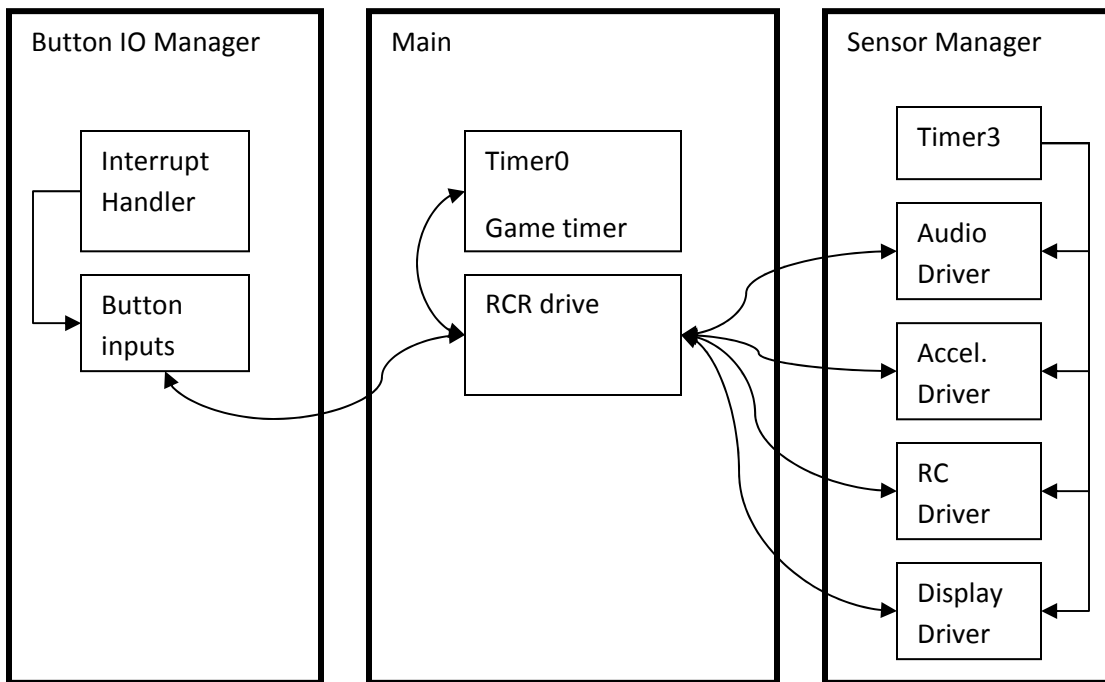 Button IO Manager
Interrupt
Handler
Button
inputs
Main
Timer0
Game timer
RCR drive
Sensor Manager
Timer3
Audio
Driver
Accel.
Driver
RC
Driver
Display
Driver